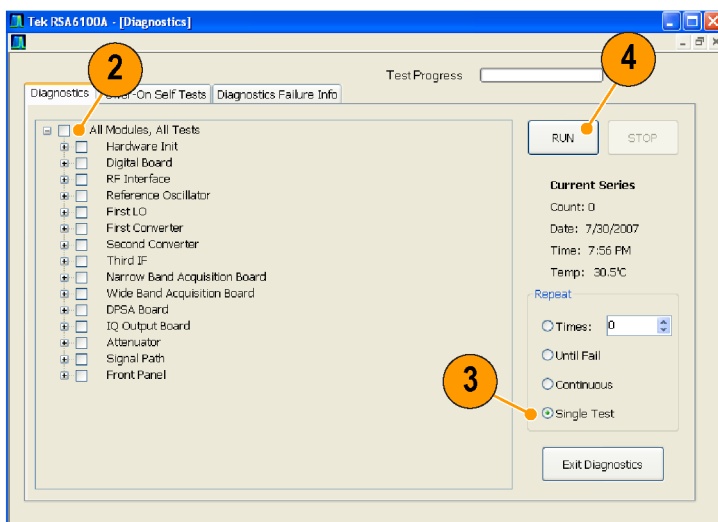 Tek RSA6100A - [Diagnostics]
2
4
Test Progress
Diagnostics
er-On Self Tests
Diagnostics Failure Info
All Modules, All Tests
Hardware Init
Digital Board
RF Interface
Reference Oscillator
First LO
First Converter
Second Converter
Third IF
Narrow Band Acquisition Board
Wide Band Acquisition Board
DPSA Board
IQ Output Board
Attenuator
Signal Path
Front Panel
RUN
STOP
Current Series
Count: 0
Date: 7/30/2007
Time: 7:56 PM
Temp: 30.5'C
Repeat
Times: 0
Until Fail
Continuous
3
Single Test
Exit Diagnostics